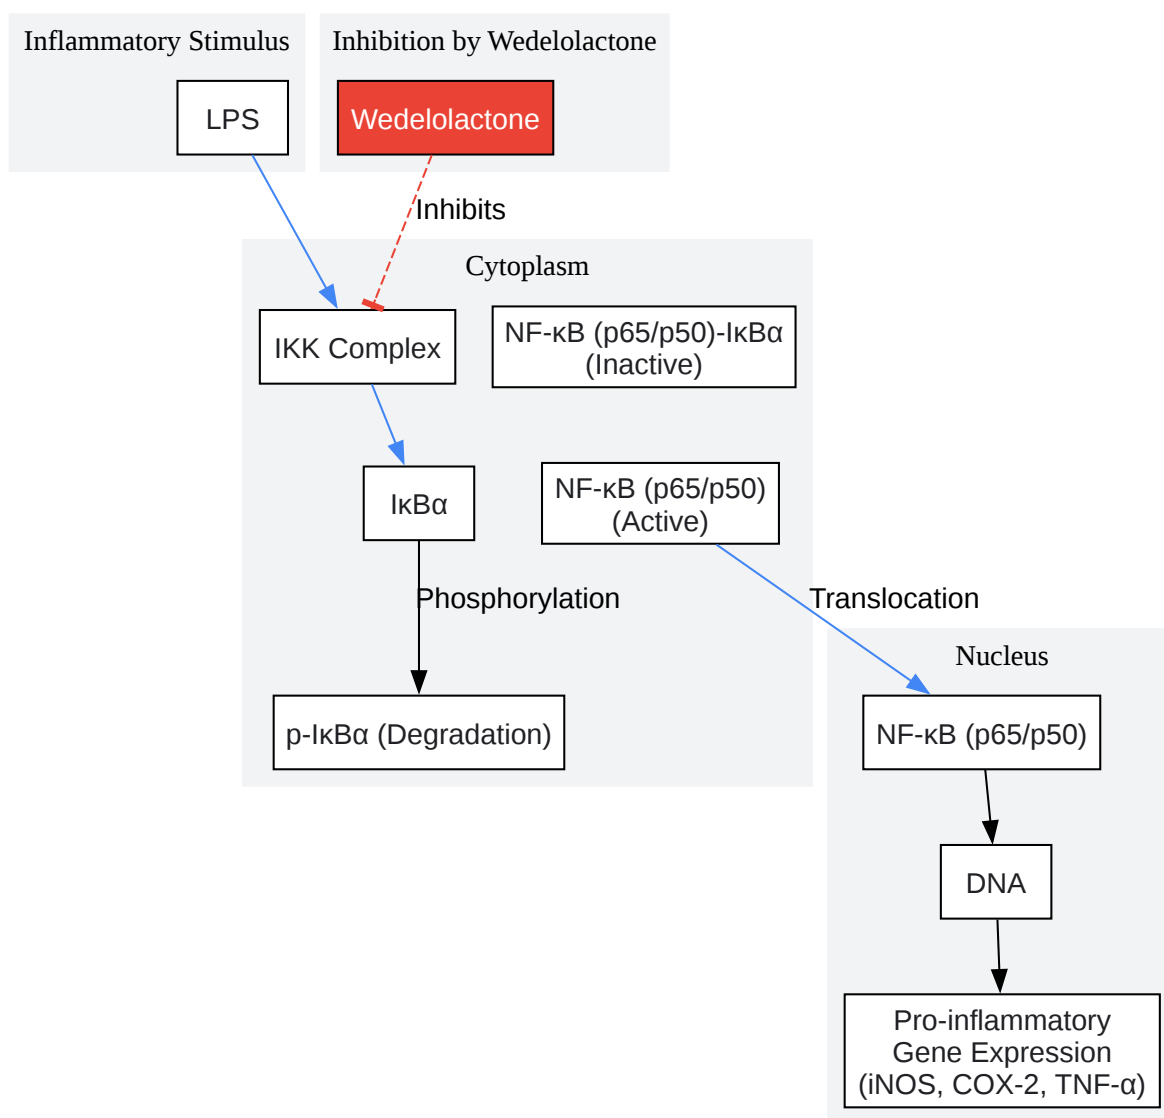 Inflammatory Stimulus
LPS
Inhibition by Wedelolactone
Wedelolactone
Inhibits
Cytoplasm
IKK Complex
NF-κB (p65/p50)-IκBα
(Inactive)
IκBα
NF-κB (p65/p50)
(Active)
Phosphorylation
Translocation
p-IκBα (Degradation)
Nucleus
NF-κB (p65/p50)
DNA
Pro-inflammatory
Gene Expression
(iNOS, COX-2, TNF-α)